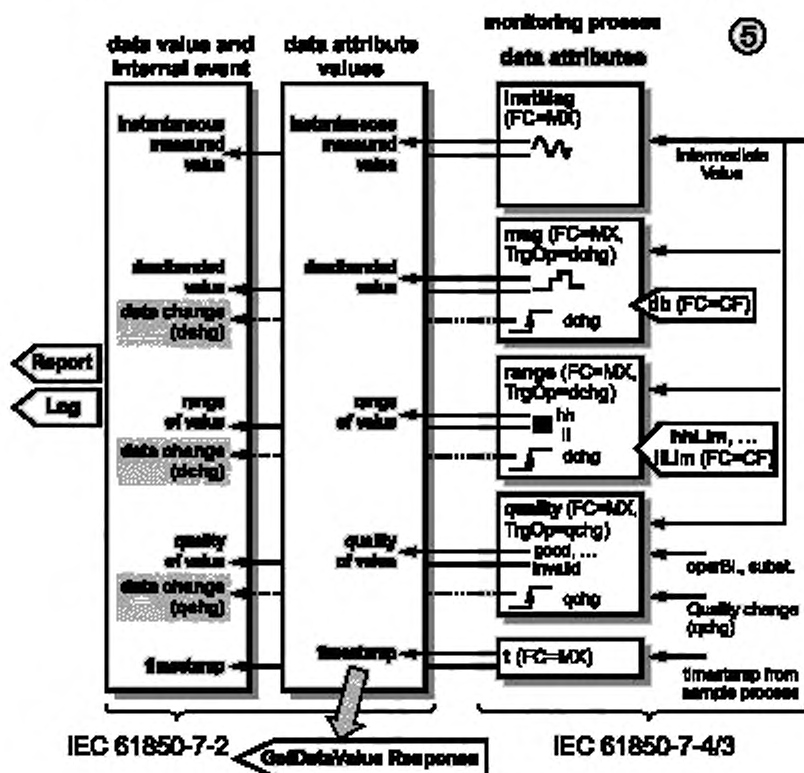 monitoring prosess
⑤
data value and
internal event
data attribute
values
data attributes
instantaneous
measured
value
instantaneous
measured
value
instMag
(FC=MX)
Intermediate
Value
deadbanded
value
deadbanded
value
mag (FC=MX,
TrgOp=dchg)
data change
(dchg)
dchg
db (FC=CF)
Report
Log
range
of value
range
of value
range (FC=MX,
TrgOp=dchg)
hh
ll
data change
(dchg)
dchg
hhLim, ...
llLim (FC=CF)
quality
of value
quality
of value
quality (FC=MX,
TrgOp=qchg)
good, ...
invalid
operBl., subst.
data change
(qchg)
qchg
Quality change
(qchg)
timestamp
timestamp
t (FC=MX)
timestamp from
sample process
IEC 61850-7-2
GetDataValue Response
IEC 61850-7-4/3